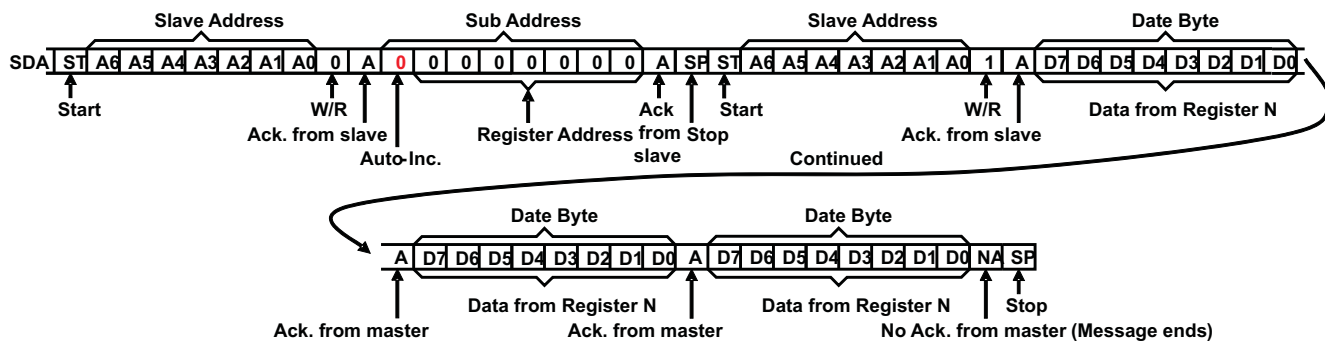 Slave Address Sub Address Slave Address Date Byte
SDA ST A6 A5 A4 A3 A2 A1 A0 0 A 0 0 0 0 0 0 0 0 A SP ST A6 A5 A4 A3 A2 A1 A0 1 A D7 D6 D5 D4 D3 D2 D1 D0
Start W/R Ack. from slave Auto-Inc. Register Address Ack from slave Stop Start W/R Ack. from slave Data from Register N
Continued
Date Byte Date Byte
A D7 D6 D5 D4 D3 D2 D1 D0 A D7 D6 D5 D4 D3 D2 D1 D0 NA SP
Data from Register N Data from Register N Stop
Ack. from master Ack. from master No Ack. from master (Message ends)